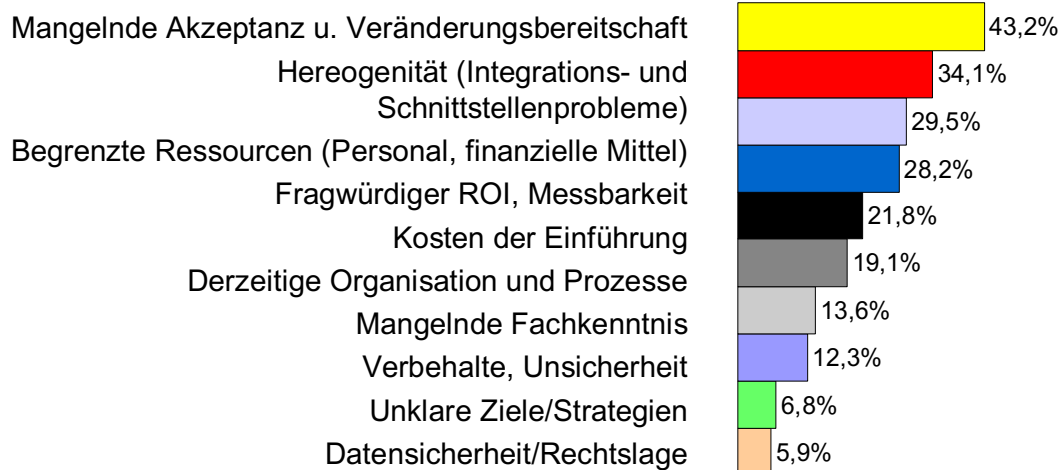 Mangelnde Akzeptanz u. Veränderungsbereitschaft
43,2%
Hereogenität (Integrations- und
Schnittstellenprobleme)
34,1%
29,5%
Begrenzte Ressourcen (Personal, finanzielle Mittel)
28,2%
Fragwürdiger ROI, Messbarkeit
21,8%
Kosten der Einführung
19,1%
Derzeitige Organisation und Prozesse
13,6%
Mangelnde Fachkenntnis
12,3%
Verbehalte, Unsicherheit
6,8%
Unklare Ziele/Strategien
5,9%
Datensicherheit/Rechtslage